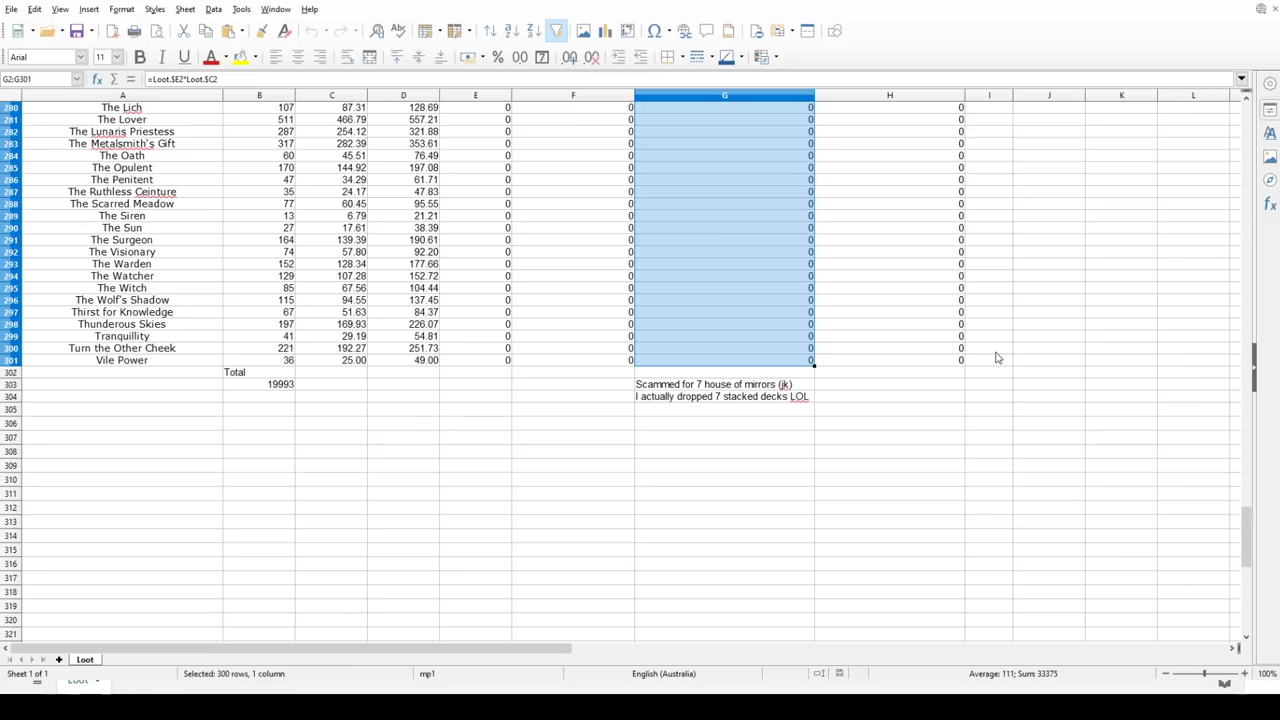 File Edit View Insert Format Styles Sheet Data Tools Window Help
Arial 11
G2:G301 =Loot.$E2*Loot.$C2
A B C D E F G H I J K L
280 The Lich 107 87.31 128.69 0 0 0 0
281 The Lover 511 466.79 557.21 0 0 0 0
282 The Lunaris Priestess 287 254.12 321.88 0 0 0 0
283 The Metalsmith's Gift 317 282.39 353.61 0 0 0 0
284 The Oath 60 45.51 76.49 0 0 0 0
285 The Opulent 170 144.92 197.08 0 0 0 0
286 The Penitent 47 34.29 61.71 0 0 0 0
287 The Ruthless Ceinture 35 24.17 47.83 0 0 0 0
288 The Scarred Meadow 77 60.45 95.55 0 0 0 0
289 The Siren 13 6.79 21.21 0 0 0 0
290 The Sun 27 17.61 38.39 0 0 0 0
291 The Surgeon 164 139.39 190.61 0 0 0 0
292 The Visionary 74 57.80 92.20 0 0 0 0
293 The Warden 152 128.34 177.66 0 0 0 0
294 The Watcher 129 107.28 152.72 0 0 0 0
295 The Witch 85 67.56 104.44 0 0 0 0
296 The Wolf's Shadow 115 94.55 137.45 0 0 0 0
297 Thirst for Knowledge 67 51.63 84.37 0 0 0 0
298 Thunderous Skies 197 169.93 226.07 0 0 0 0
299 Tranquillity 41 29.19 54.81 0 0 0 0
300 Turn the Other Cheek 221 192.27 251.73 0 0 0 0
301 Vile Power 36 25.00 49.00 0 0 0 0
302 Total
303 19993 Scammed for 7 house of mirrors (jk)
304 I actually dropped 7 stacked decks LOL
305
306
307
308
309
310
311
312
313
314
315
316
317
318
319
320
321
Loot
Sheet 1 of 1 Selected: 300 rows, 1 column mp1 English (Australia) Average: 111; Sum: 33375 100%